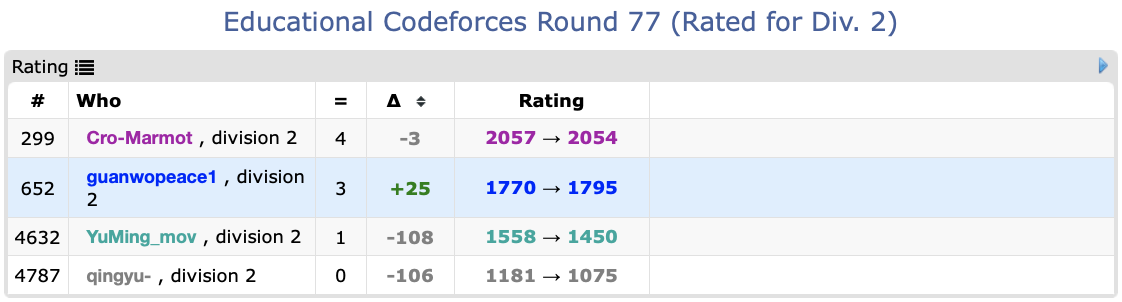 Educational Codeforces Round 77 (Rated for Div. 2)
Rating
# Who = Δ Rating
299 Cro-Marmot , division 2 4 -3 2057 → 2054
652 guanwopeace1 , division 2 3 +25 1770 → 1795
4632 YuMing_mov , division 2 1 -108 1558 → 1450
4787 qingyu- , division 2 0 -106 1181 → 1075